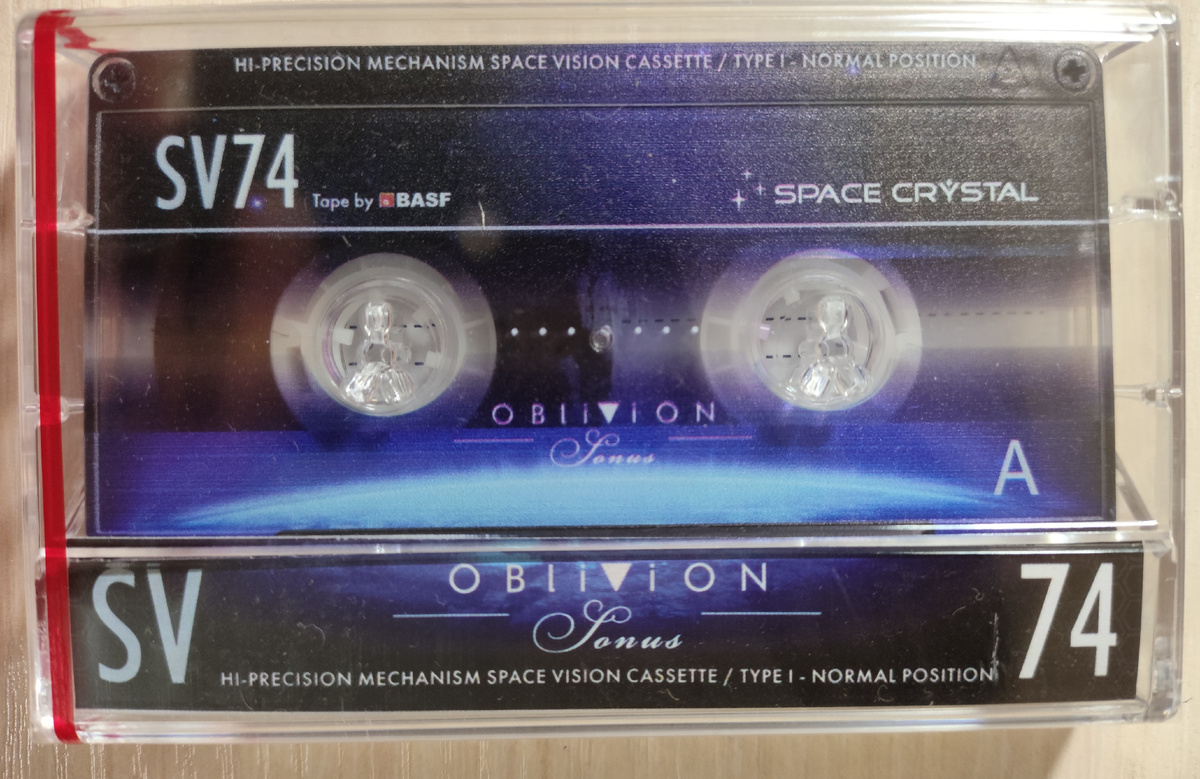 HI-PRECISION MECHANISM SPACE VISION CASSETTE / TYPE I - NORMAL POSITION
SV74 Tape by BASF
SPACE CRYSTAL
OBLiViON
Sonus
A
SV
OBLiViON
Sonus
HI-PRECISION MECHANISM SPACE VISION CASSETTE / TYPE I - NORMAL POSITION
74